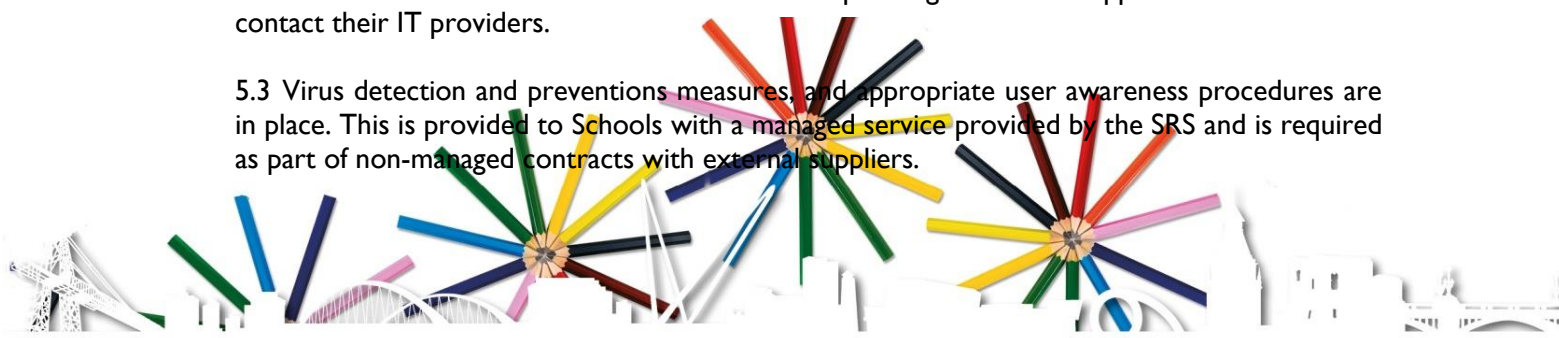 contact their IT providers.
5.3 Virus detection and preventions measures, and appropriate user awareness procedures are
in place. This is provided to Schools with a managed service provided by the SRS and is required
as part of non-managed contracts with external suppliers.